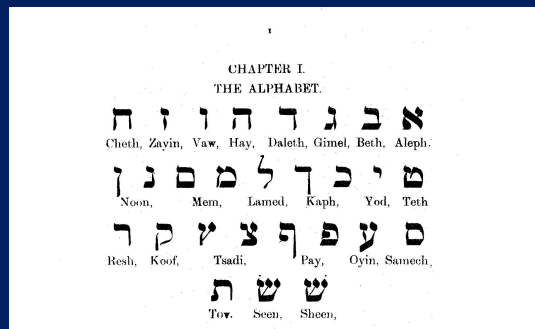 I
CHAPTER I.
THE ALPHABET.
א ב ג ד ה ו ז ח
Cheth, Zayin, Vaw, Hay, Daleth, Gimel, Beth, Aleph.
ט י כ ך ל מ ם נ ן
Noon, Mem, Lamed, Kaph, Yod, Teth
ס ע פ ף צ ץ ק ר
Resh, Koof, Tsadi, Pay, Oyin, Samech,
שׁ שׂ ת
Tov. Seen, Sheen,